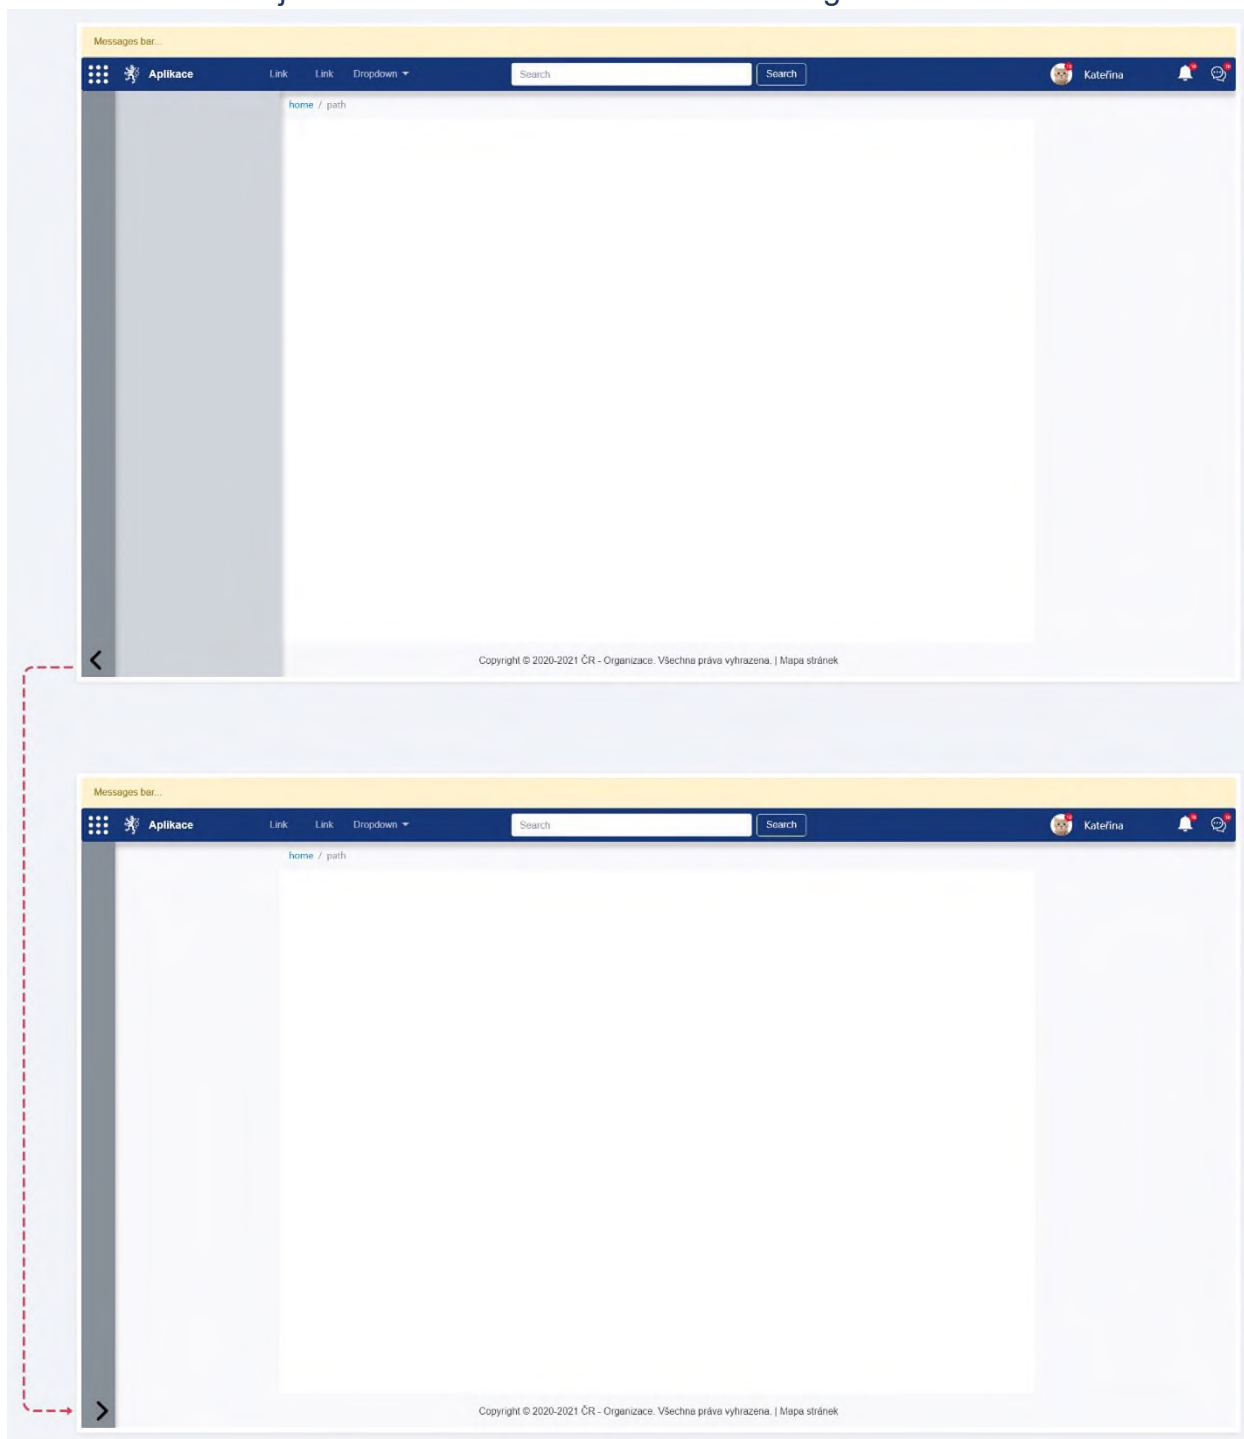 Messages bar...
Aplikace Link Link Dropdown Search Search Kateřina
home / path
Copyright © 2020-2021 ČR - Organizace. Všechna práva vyhrazena. | Mapa stránek
Messages bar...
Aplikace Link Link Dropdown Search Search Kateřina
home / path
Copyright © 2020-2021 ČR - Organizace. Všechna práva vyhrazena. | Mapa stránek